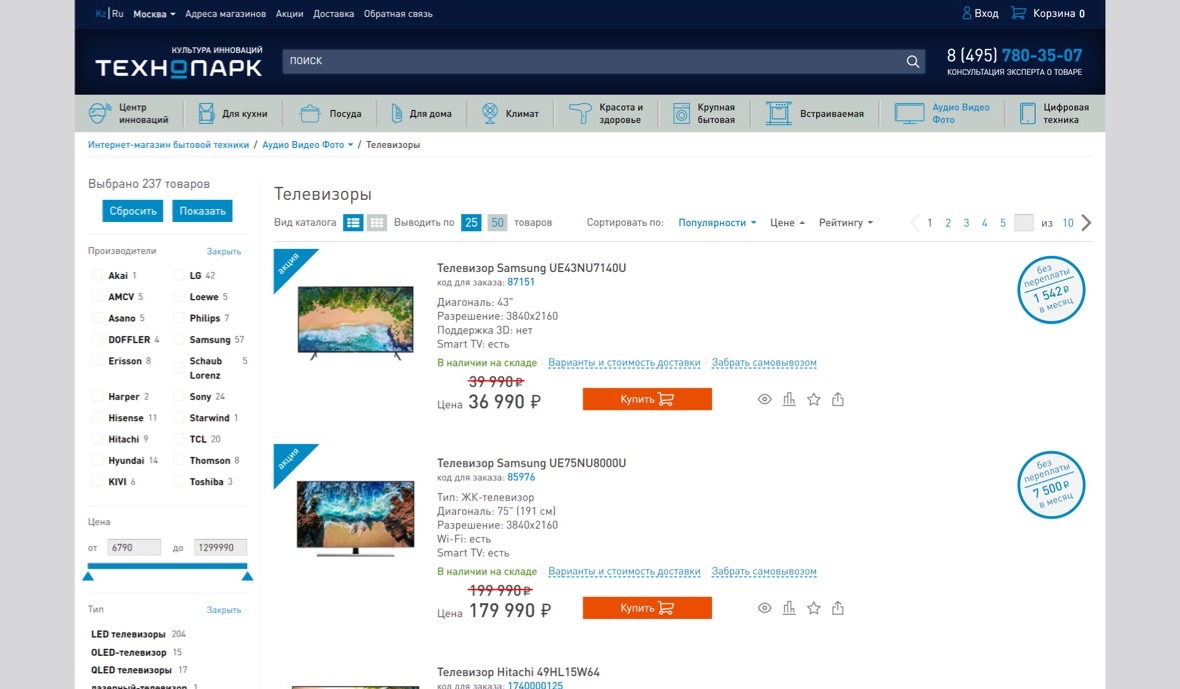 Kz|Ru Москва Адреса магазинов Акции Доставка Обратная связь Вход Корзина 0
КУЛЬТУРА ИННОВАЦИЙ
ТЕХНОПАРК
ПОИСК
8 (495) 780-35-07
КОНСУЛЬТАЦИЯ ЭКСПЕРТА О ТОВАРЕ
Центр
инноваций
Для кухни
Посуда
Для дома
Климат
Красота и
здоровье
Крупная
бытовая
Встраиваемая
Аудио Видео
Фото
Цифровая
техника
Интернет-магазин бытовой техники / Аудио Видео Фото / Телевизоры
Выбрано 237 товаров
Сбросить Показать
Производители Закрыть
Akai 1 LG 42
AMCV 5 Loewe 5
Asano 5 Philips 7
DOFFLER 4 Samsung 57
Erisson 8 Schaub 5
Lorenz
Harper 2 Sony 24
Hisense 11 Starwind 1
Hitachi 9 TCL 20
Hyundai 14 Thomson 8
KIVI 6 Toshiba 3
Цена
от 6790 до 1299990
Тип Закрыть
LED телевизоры 204
OLED-телевизор 15
QLED телевизоры 17
лазерный-телевизор 1
Телевизоры
Вид каталога Выводить по 25 50 товаров Сортировать по: Популярности Цене Рейтингу 1 2 3 4 5 из 10
акция
Телевизор Samsung UE43NU7140U
код для заказа: 87151
Диагональ: 43"
Разрешение: 3840x2160
Поддержка 3D: нет
Smart TV: есть
В наличии на складе Варианты и стоимость доставки Забрать самовывозом
39 990 ₽
Цена 36 990 ₽
Купить
без
переплаты
1 542 ₽
в месяц
акция
Телевизор Samsung UE75NU8000U
код для заказа: 85976
Тип: ЖК-телевизор
Диагональ: 75" (191 см)
Разрешение: 3840x2160
Wi-Fi: есть
Smart TV: есть
В наличии на складе Варианты и стоимость доставки Забрать самовывозом
199 990 ₽
Цена 179 990 ₽
Купить
без
переплаты
7 500 ₽
в месяц
Телевизор Hitachi 49HL15W64
код для заказа: 1740000125